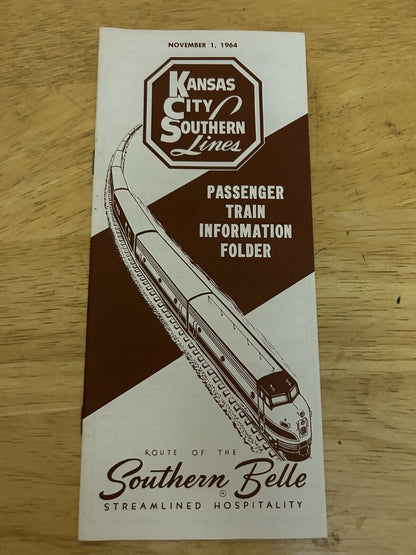 NOVEMBER 1, 1964
KANSAS
CITY
SOUTHERN
Lines
PASSENGER
TRAIN
INFORMATION
FOLDER
ROUTE OF THE
Southern Belle
®
STREAMLINED HOSPITALITY